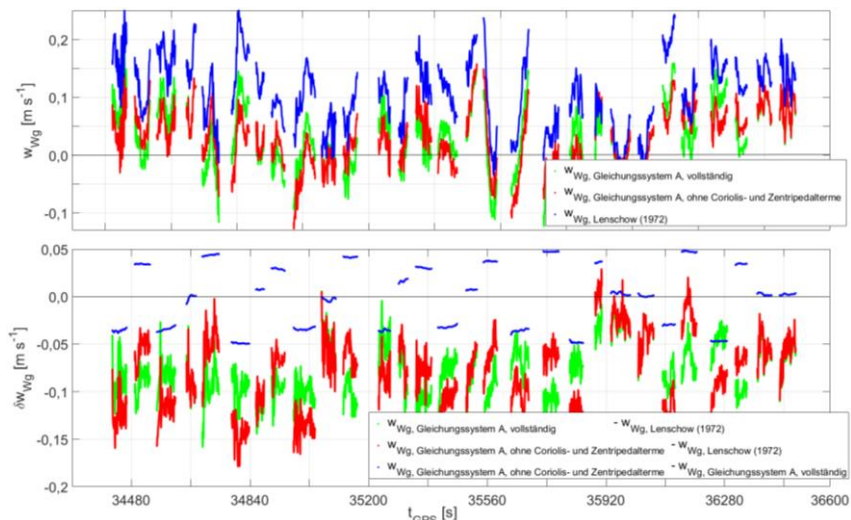 0,2
0,1
0,0
-0,1
w_Wg [m s⁻¹]
w_Wg, Gleichungssystem A, vollständig
w_Wg, Gleichungssystem A, ohne Coriolis- und Zentripedalterme
w_Wg, Lenschow (1972)
0,05
0,00
-0,05
-0,1
-0,15
-0,2
δw_Wg [m s⁻¹]
w_Wg, Gleichungssystem A, vollständig - w_Wg, Lenschow (1972)
w_Wg, Gleichungssystem A, ohne Coriolis- und Zentripedalterme - w_Wg, Lenschow (1972)
w_Wg, Gleichungssystem A, ohne Coriolis- und Zentripedalterme - w_Wg, Gleichungssystem A, vollständig
34480 34840 35200 35560 35920 36280 36600
t_GPS [s]